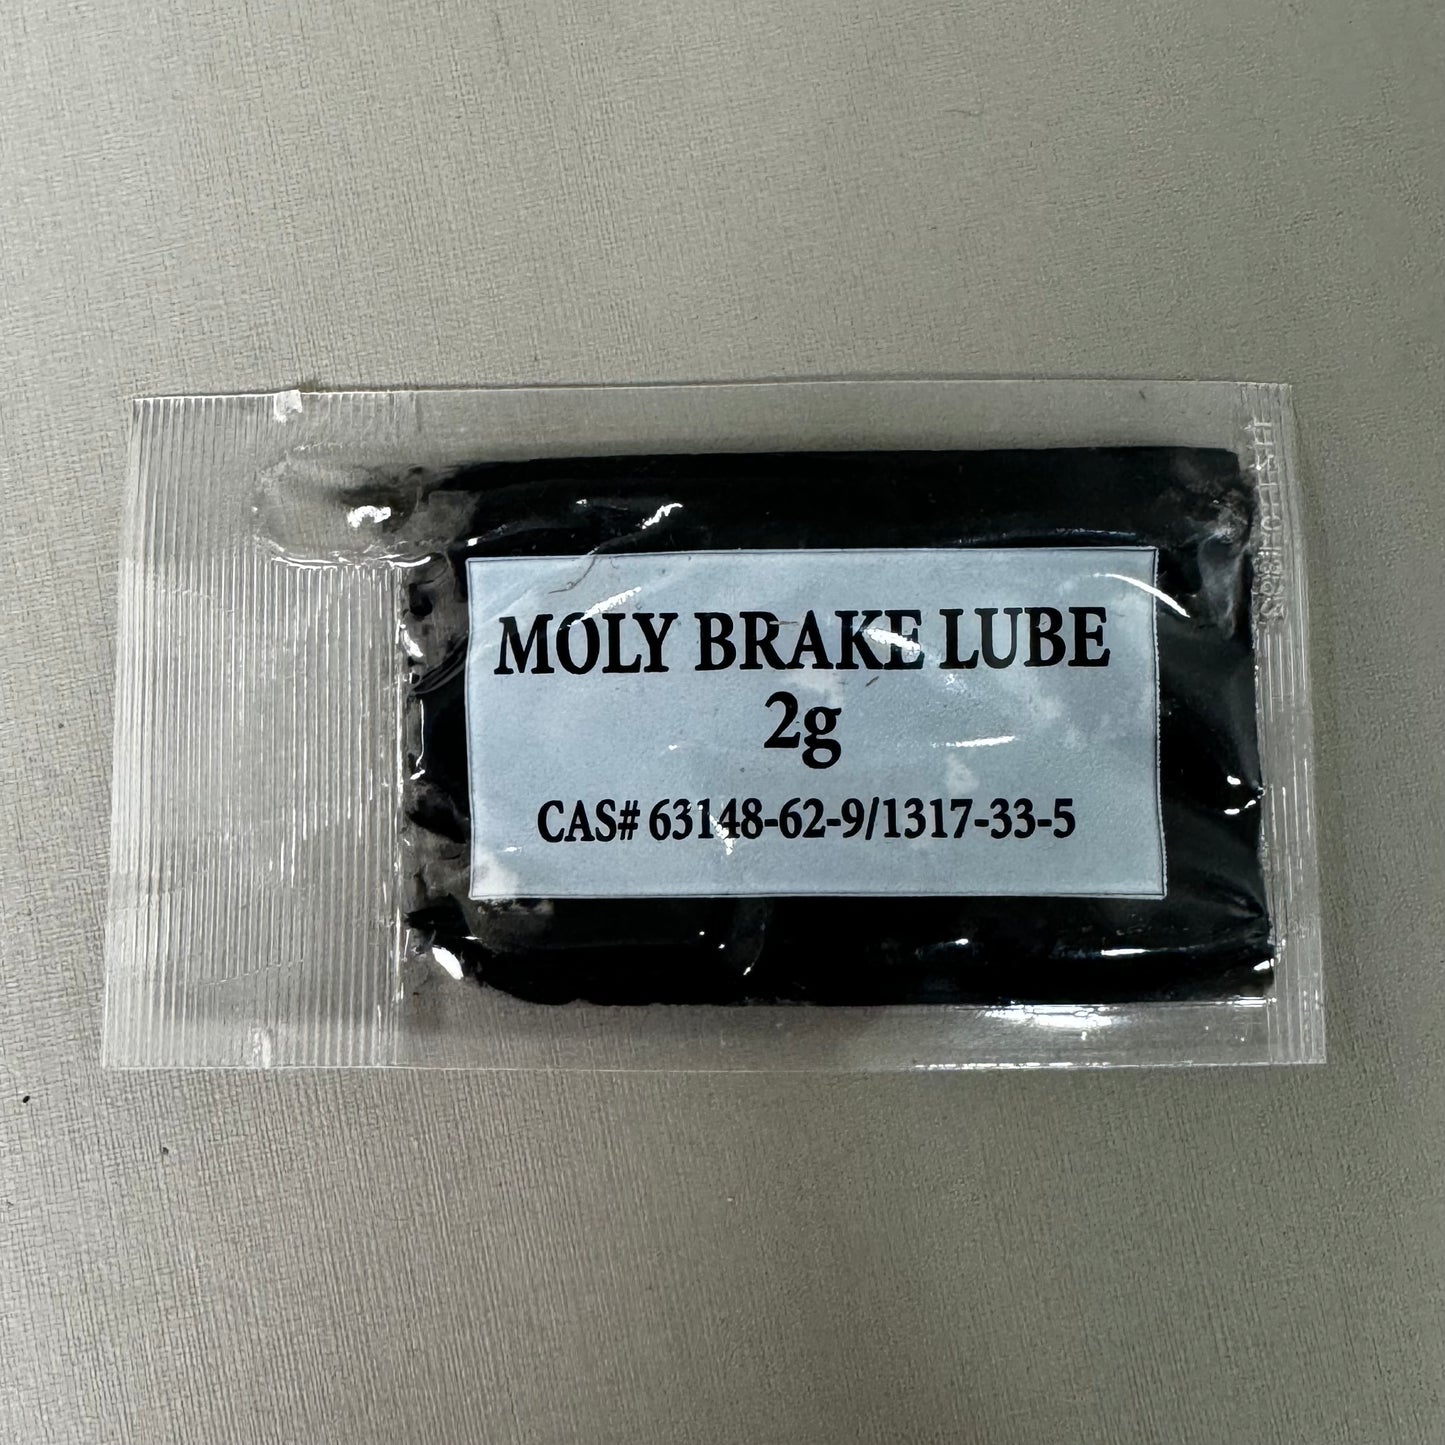 MOLY BRAKE LUBE
2g
CAS# 63148-62-9/1317-33-5